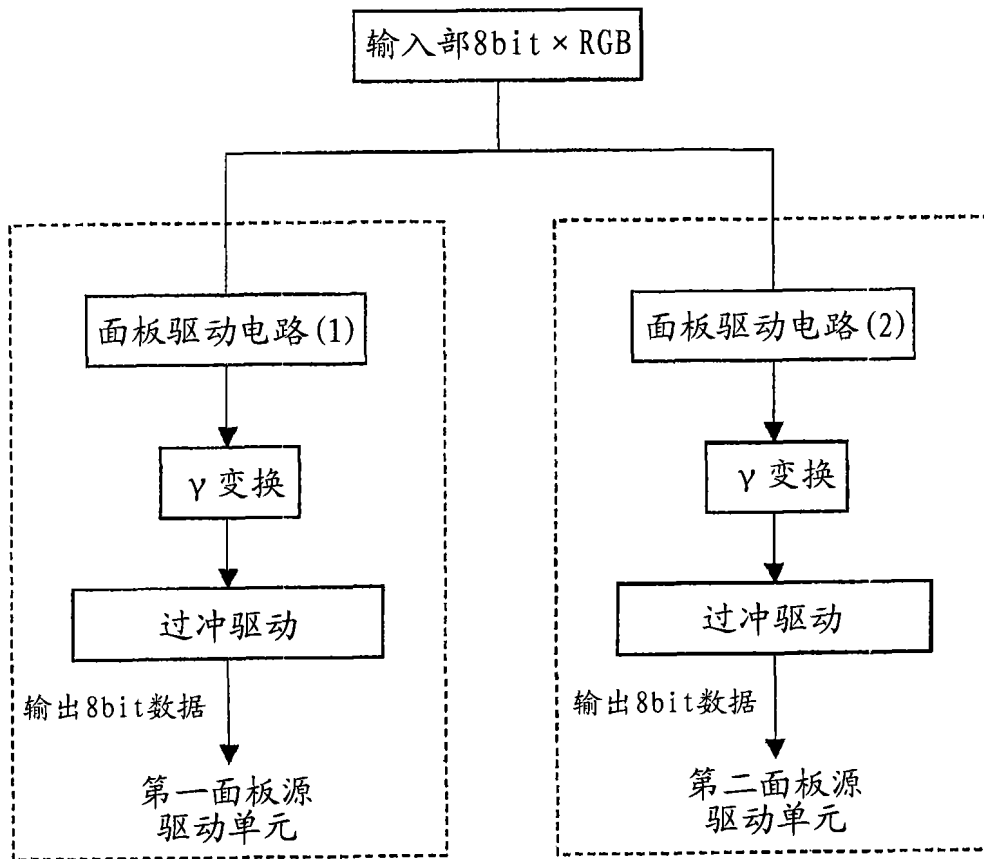 输入部8bit×RGB
面板驱动电路(1)
γ变换
过冲驱动
输出8bit数据
第一面板源
驱动单元
面板驱动电路(2)
γ变换
过冲驱动
输出8bit数据
第二面板源
驱动单元